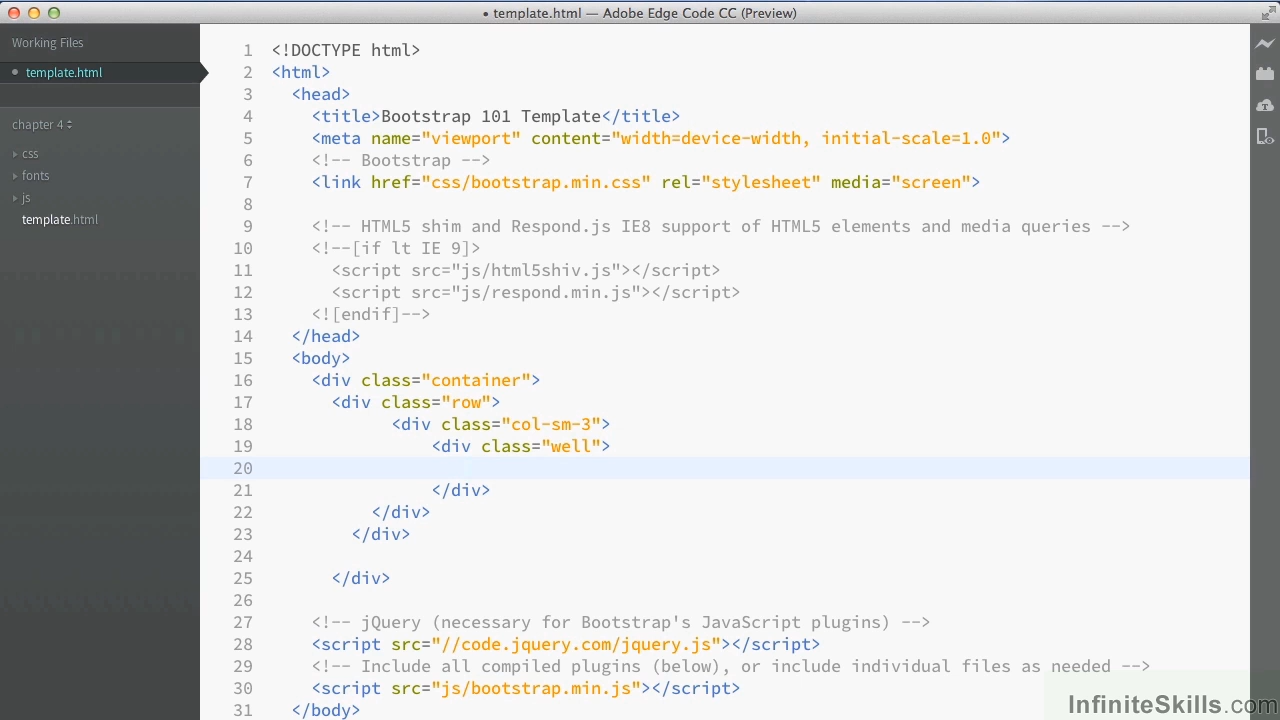 template.html — Adobe Edge Code CC (Preview)
Working Files
template.html
chapter 4
css
fonts
js
template.html
1 <!DOCTYPE html>
2 <html>
3 <head>
4 <title>Bootstrap 101 Template</title>
5 <meta name="viewport" content="width=device-width, initial-scale=1.0">
6 <!-- Bootstrap -->
7 <link href="css/bootstrap.min.css" rel="stylesheet" media="screen">
8
9 <!-- HTML5 shim and Respond.js IE8 support of HTML5 elements and media queries -->
10 <!--[if lt IE 9]>
11 <script src="js/html5shiv.js"></script>
12 <script src="js/respond.min.js"></script>
13 <![endif]-->
14 </head>
15 <body>
16 <div class="container">
17 <div class="row">
18 <div class="col-sm-3">
19 <div class="well">
20
21 </div>
22 </div>
23 </div>
24
25 </div>
26
27 <!-- jQuery (necessary for Bootstrap's JavaScript plugins) -->
28 <script src="//code.jquery.com/jquery.js"></script>
29 <!-- Include all compiled plugins (below), or include individual files as needed -->
30 <script src="js/bootstrap.min.js"></script>
31 </body>
InfiniteSkills.com